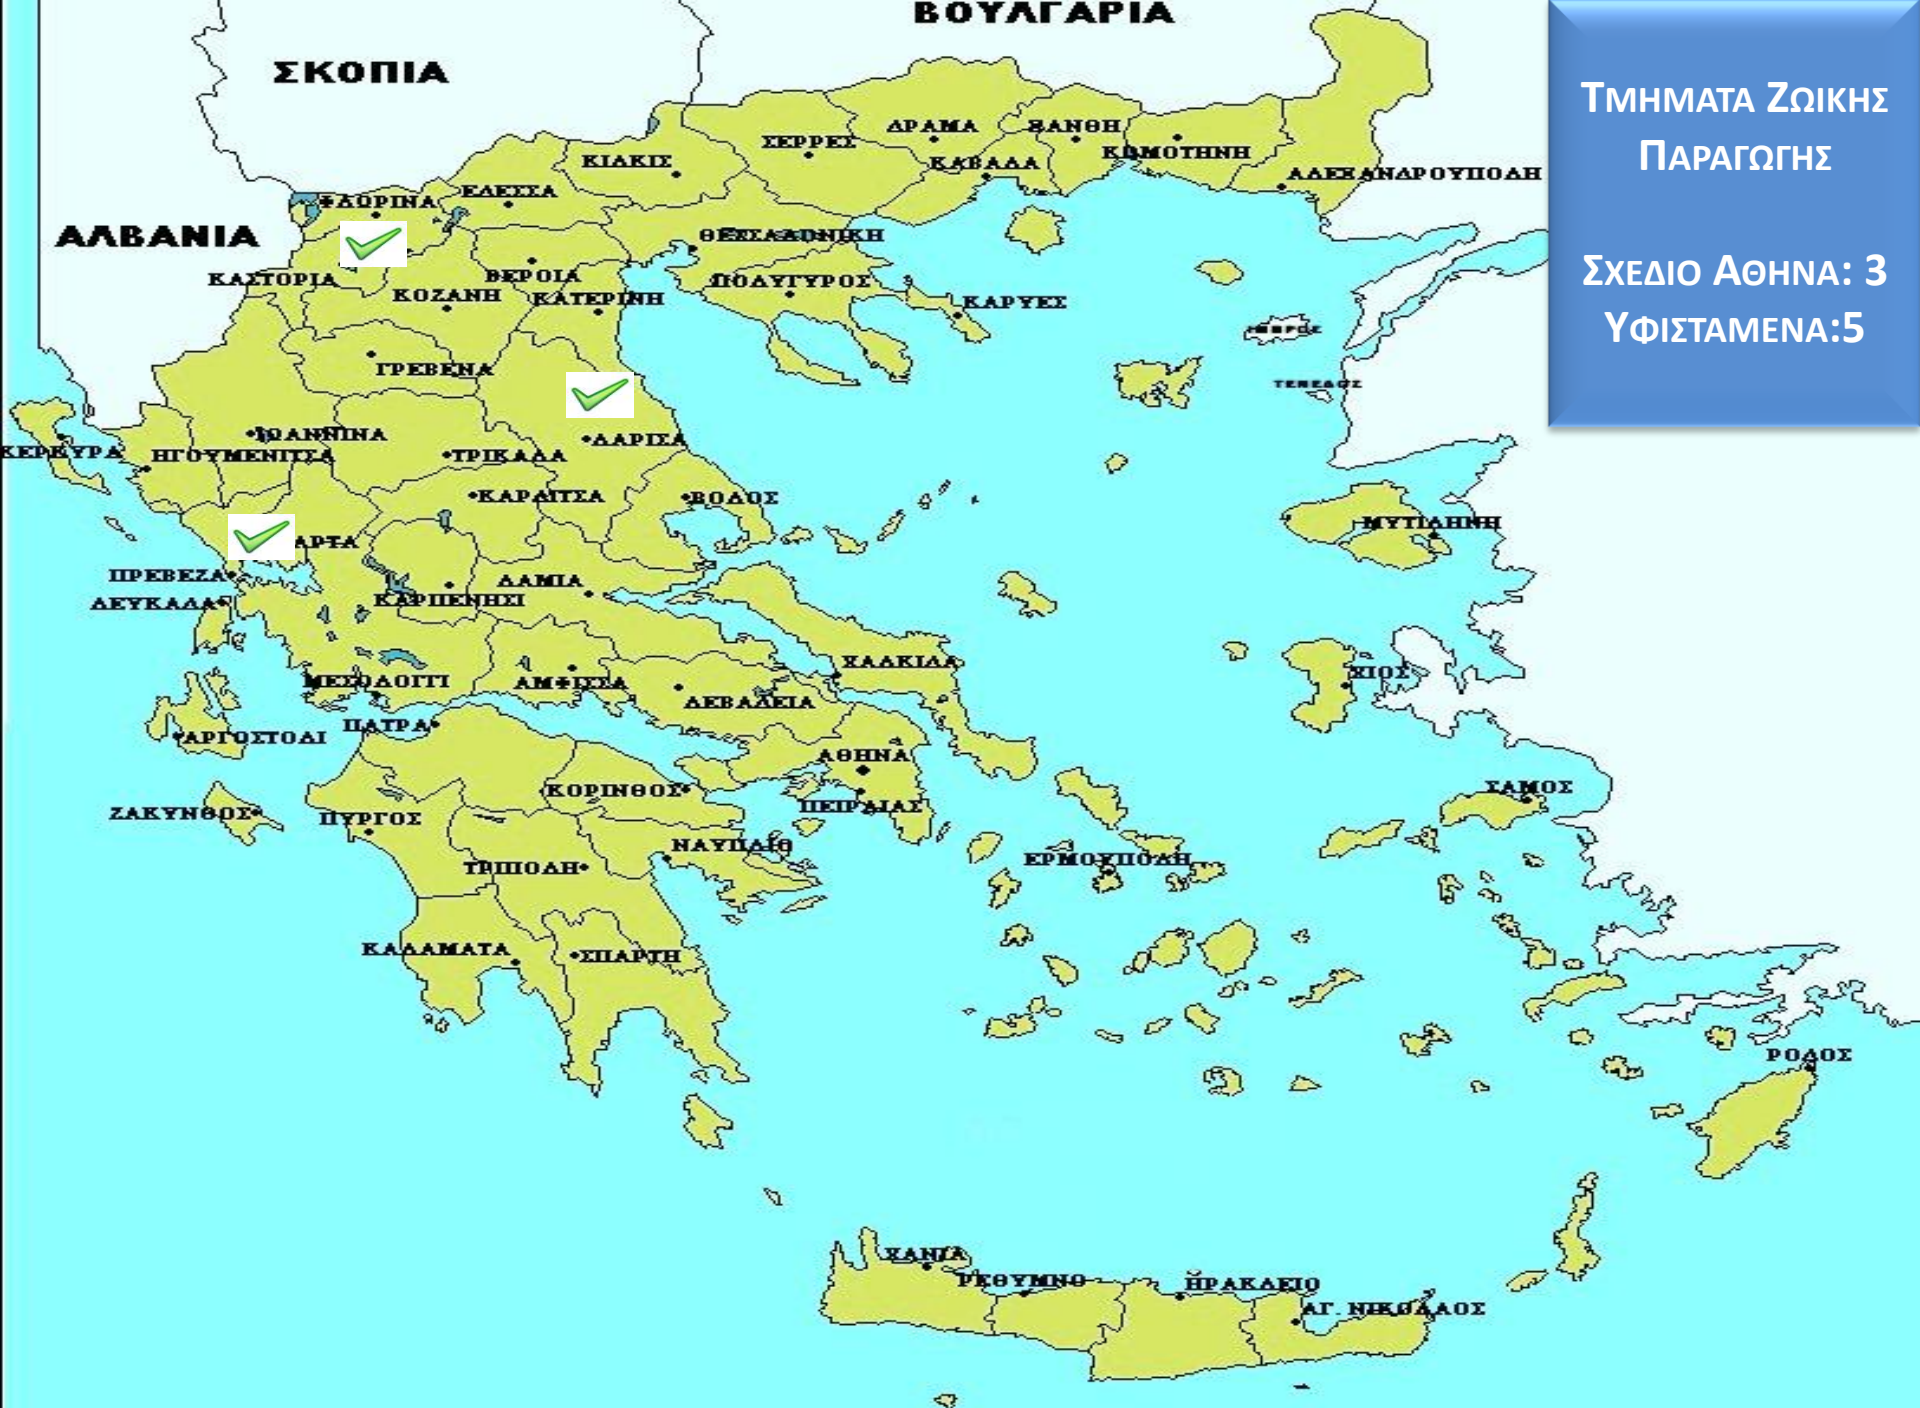 ΒΟΥΛΓΑΡΙΑ
ΣΚΟΠΙΑ
ΑΛΒΑΝΙΑ
ΤΜΗΜΑΤΑ ΖΩΙΚΗΣ
ΠΑΡΑΓΩΓΗΣ
ΣΧΕΔΙΟ ΑΘΗΝΑ: 3
ΥΦΙΣΤΑΜΕΝΑ:5
ΔΡΑΜΑ
ΞΑΝΘΗ
ΣΕΡΡΕΣ
ΚΟΜΟΤΗΝΗ
ΚΙΛΚΙΣ
ΚΑΒΑΛΑ
ΑΛΕΞΑΝΔΡΟΥΠΟΛΗ
ΕΔΕΣΣΑ
ΦΛΩΡΙΝΑ
ΘΕΣΣΑΛΟΝΙΚΗ
ΚΑΣΤΟΡΙΑ
ΒΕΡΟΙΑ
ΠΟΛΥΓΥΡΟΣ
ΚΟΖΑΝΗ
ΚΑΤΕΡΙΝΗ
ΚΑΡΥΕΣ
ΙΜΒΡΟΣ
ΓΡΕΒΕΝΑ
ΤΕΝΕΔΟΣ
ΙΩΑΝΝΙΝΑ
ΛΑΡΙΣΑ
ΚΕΡΚΥΡΑ
ΗΓΟΥΜΕΝΙΤΣΑ
ΤΡΙΚΑΛΑ
ΚΑΡΔΙΤΣΑ
ΒΟΛΟΣ
ΜΥΤΙΛΗΝΗ
ΑΡΤΑ
ΠΡΕΒΕΖΑ
ΛΑΜΙΑ
ΛΕΥΚΑΔΑ
ΚΑΡΠΕΝΗΣΙ
ΧΑΛΚΙΔΑ
ΧΙΟΣ
ΜΕΣΟΛΟΓΓΙ
ΑΜΦΙΣΣΑ
ΛΕΒΑΔΕΙΑ
ΠΑΤΡΑ
ΑΡΓΟΣΤΟΛΙ
ΑΘΗΝΑ
ΚΟΡΙΝΘΟΣ
ΣΑΜΟΣ
ΠΕΙΡΑΙΑΣ
ΖΑΚΥΝΘΟΣ
ΠΥΡΓΟΣ
ΝΑΥΠΛΙΟ
ΕΡΜΟΥΠΟΛΗ
ΤΡΙΠΟΛΗ
ΚΑΛΑΜΑΤΑ
ΣΠΑΡΤΗ
ΡΟΔΟΣ
ΧΑΝΙΑ
ΡΕΘΥΜΝΟ
ΗΡΑΚΛΕΙΟ
ΑΓ. ΝΙΚΟΛΑΟΣ